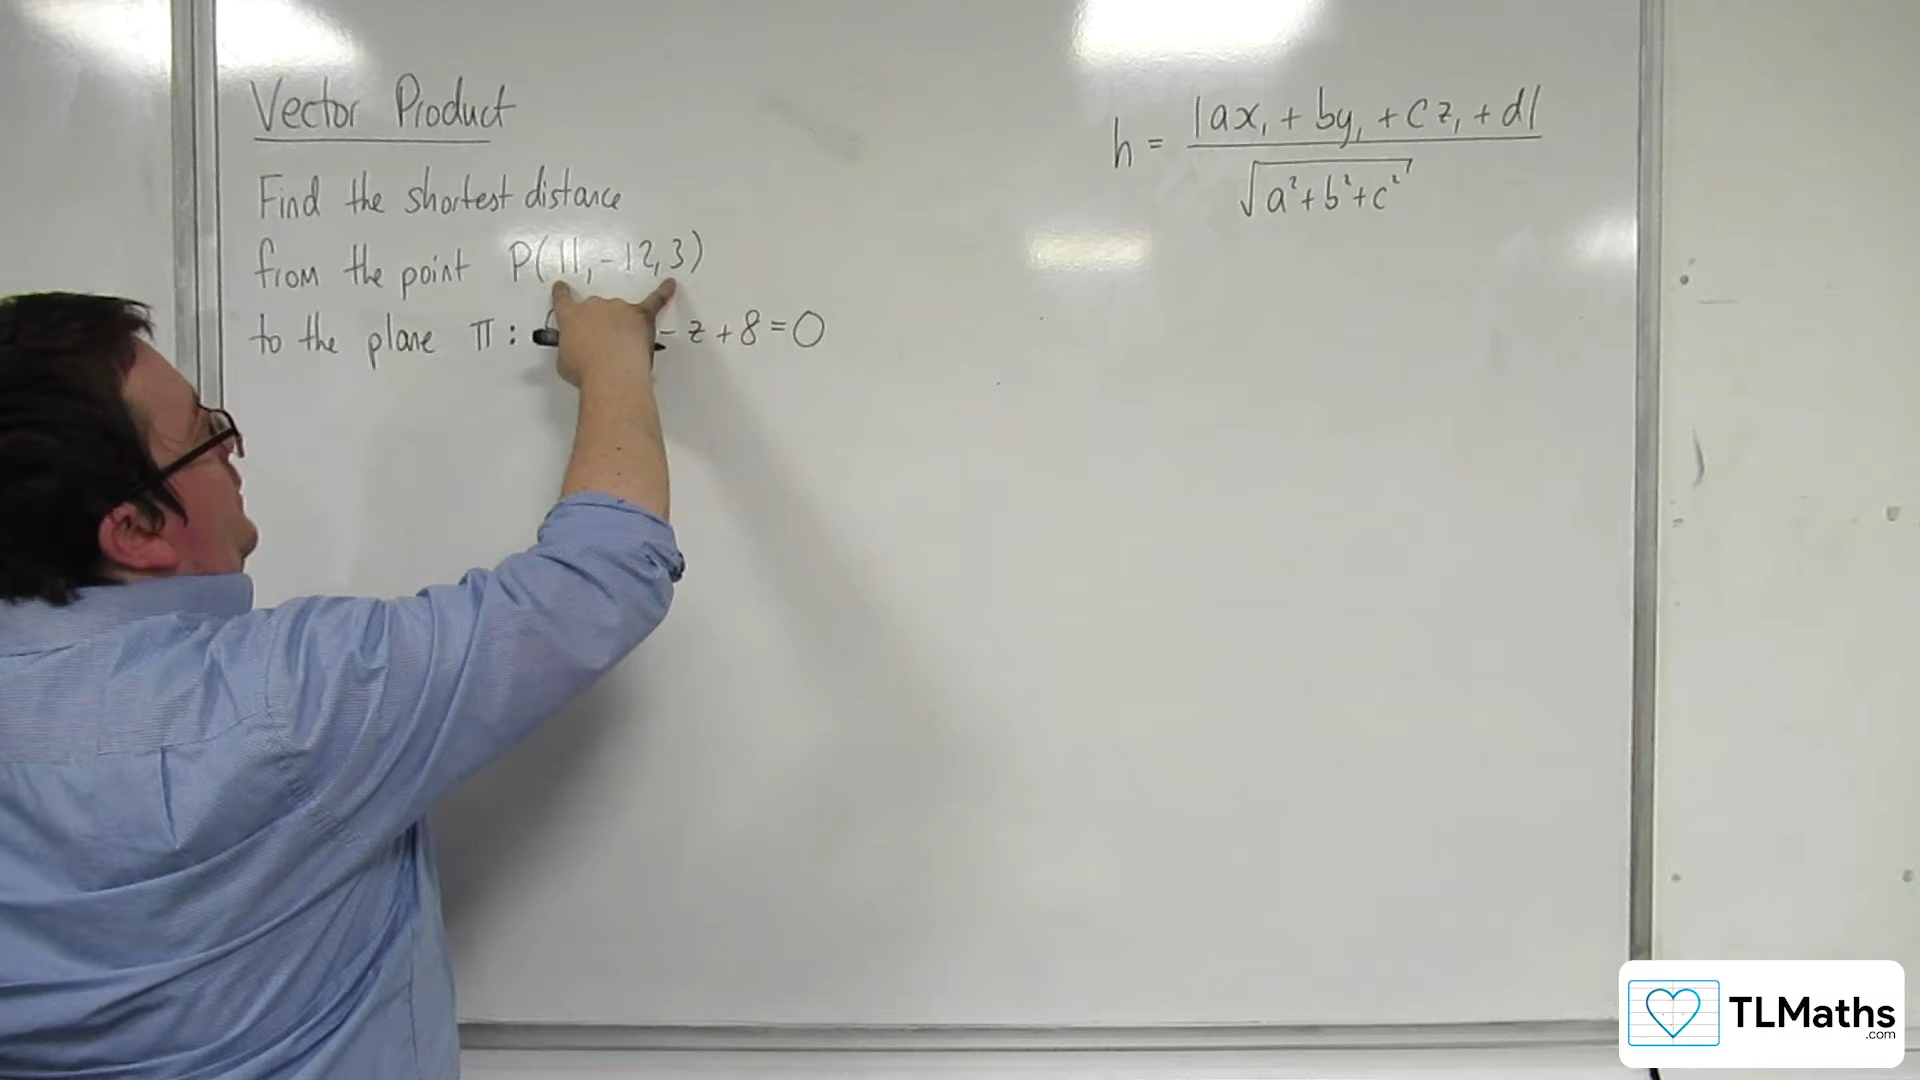 Vector Product
Find the shortest distance
from the point P(11, -12, 3)
to the plane π: - z + 8 = 0
h = |ax₁ + by₁ + cz₁ + d| / √a² + b² + c²
TLMaths
.com